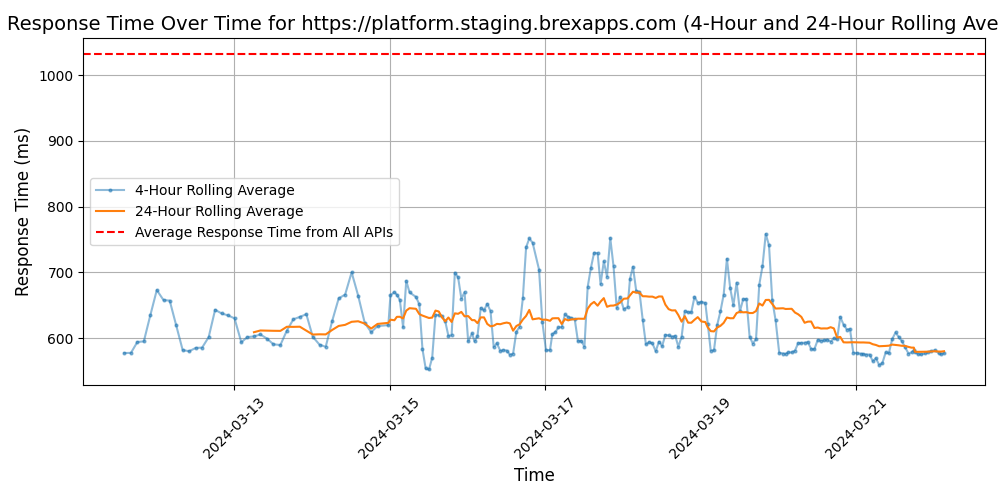 Response Time Over Time for https://platform.staging.brexapps.com (4-Hour and 24-Hour Rolling Ave
Response Time (ms)
1000
900
800
700
600
4-Hour Rolling Average
24-Hour Rolling Average
Average Response Time from All APIs
2024-03-13
2024-03-15
2024-03-17
2024-03-19
2024-03-21
Time